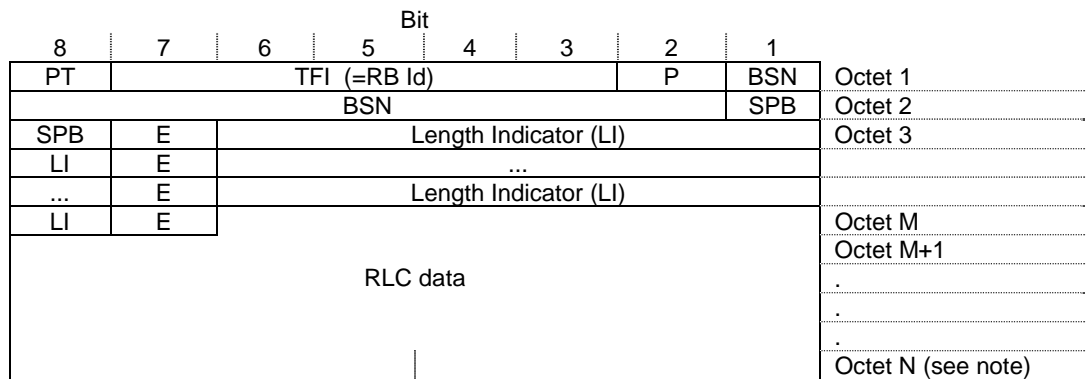 Bit
8 7 6 5 4 3 2 1
PT TFI (=RB Id) P BSN Octet 1
BSN SPB Octet 2
SPB E Length Indicator (LI) Octet 3
LI E ...
... E Length Indicator (LI)
LI E Octet M
Octet M+1
RLC data .
.
.
Octet N (see note)